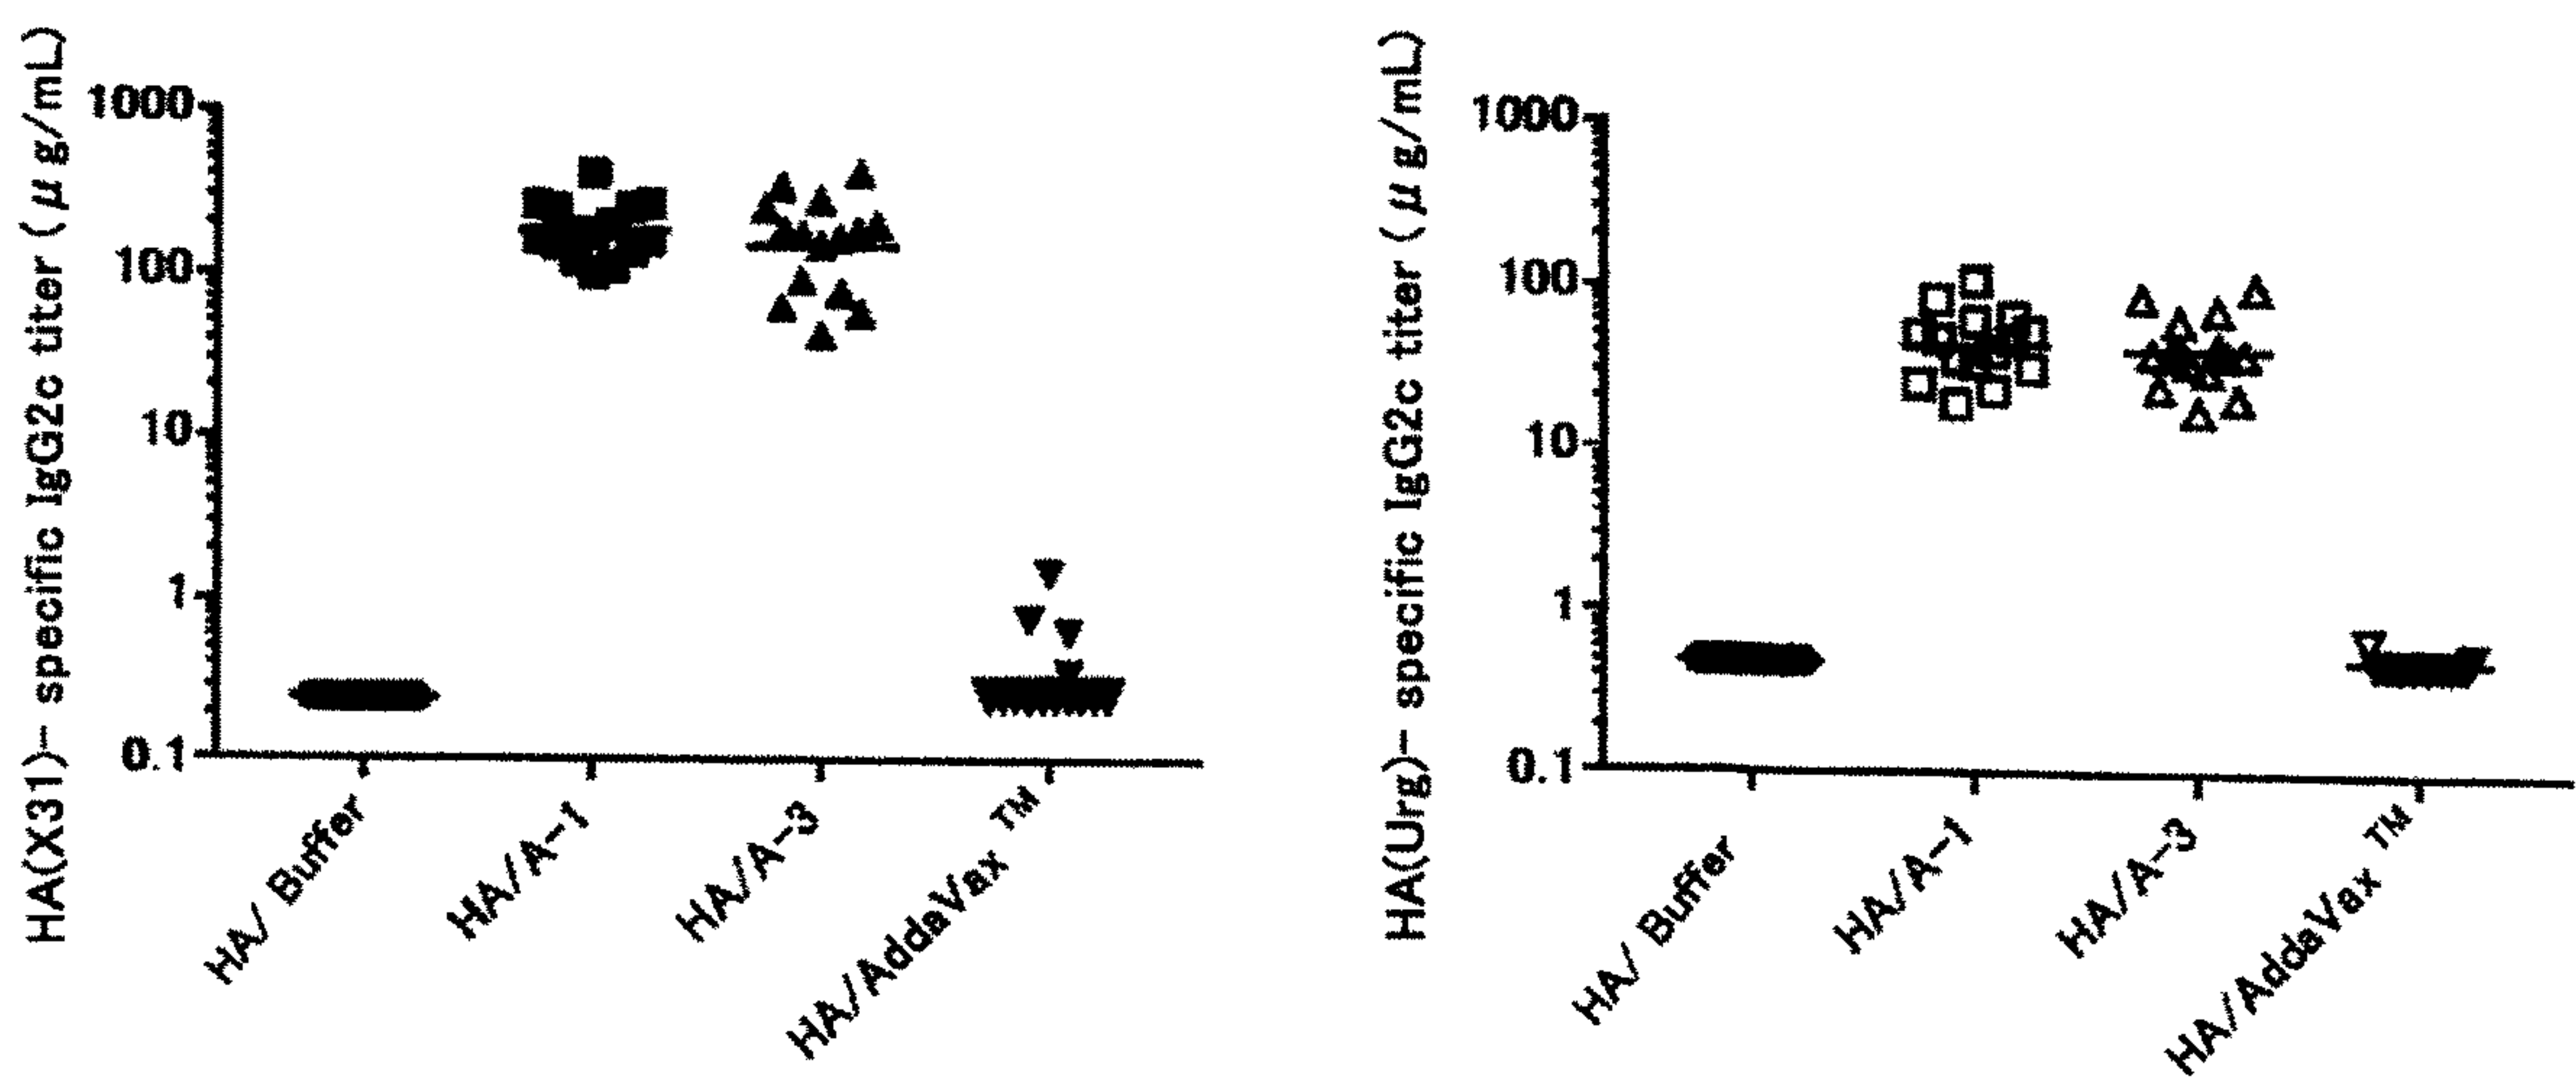 HA(X31)- specific IgG2c titer (μg/mL)
1000
100
10
1
0.1
HA/ Buffer
HA/A-1
HA/A-3
HA/AddaVax ™
HA(Urg)- specific IgG2c titer (μg/mL)
1000
100
10
1
0.1
HA/ Buffer
HA/A-1
HA/A-3
HA/AddaVax ™